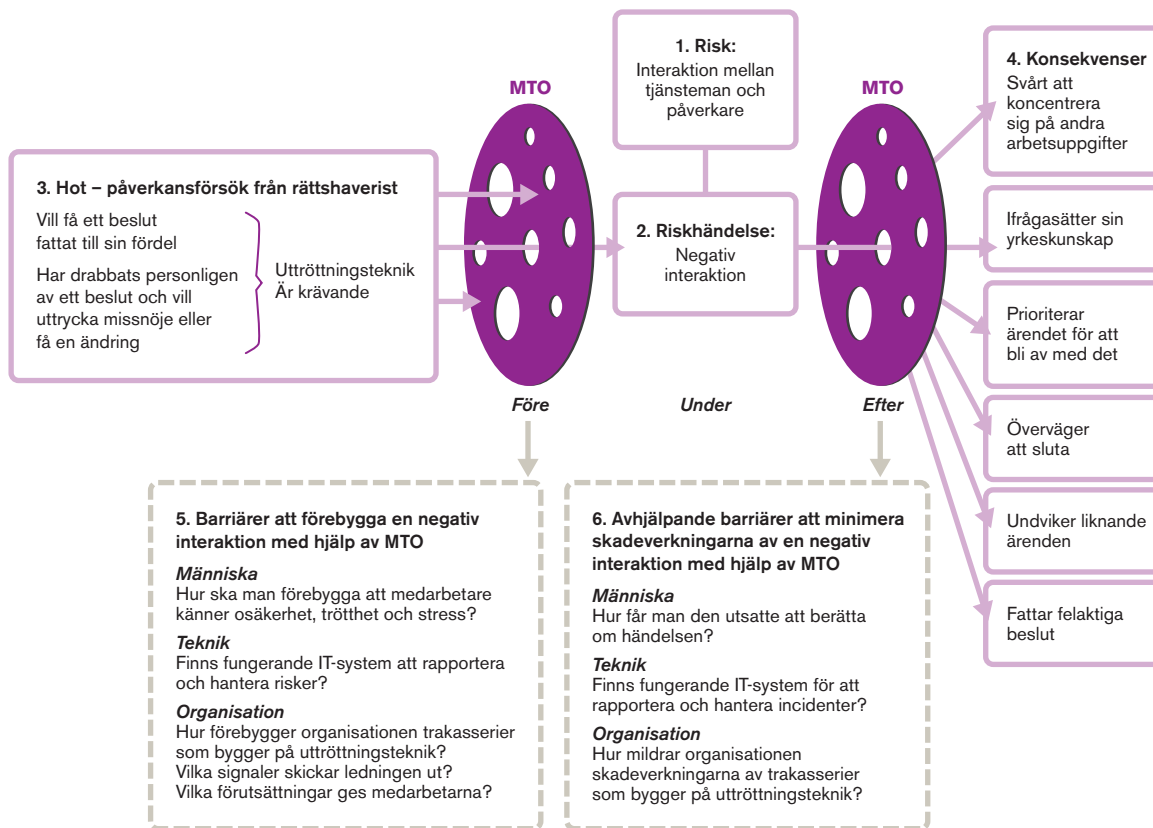 1. Risk:
Interaktion mellan
tjänsteman och
påverkare
MTO
MTO
4. Konsekvenser
Svårt att
koncentrera
sig på andra
arbetsuppgifter
3. Hot – påverkansförsök från rättshaverist
Vill få ett beslut
fattat till sin fördel
Har drabbats personligen
av ett beslut och vill
uttrycka missnöje eller
få en ändring
Uttröttningsteknik
Är krävande
2. Riskhändelse:
Negativ
interaktion
Ifrågasätter sin
yrkeskunskap
Prioriterar
ärendet för att
bli av med det
Överväger
att sluta
Undviker liknande
ärenden
Fattar felaktiga
beslut
Före
Under
Efter
5. Barriärer att förebygga en negativ
interaktion med hjälp av MTO
Människa
Hur ska man förebygga att medarbetare
känner osäkerhet, trötthet och stress?
Teknik
Finns fungerande IT-system att rapportera
och hantera risker?
Organisation
Hur förebygger organisationen trakasserier
som bygger på uttröttningsteknik?
Vilka signaler skickar ledningen ut?
Vilka förutsättningar ges medarbetarna?
6. Avhjälpande barriärer att minimera
skadeverkningarna av en negativ
interaktion med hjälp av MTO
Människa
Hur får man den utsatte att berätta
om händelsen?
Teknik
Finns fungerande IT-system för att
rapportera och hantera incidenter?
Organisation
Hur mildrar organisationen
skadeverkningarna av trakasserier
som bygger på uttröttningsteknik?